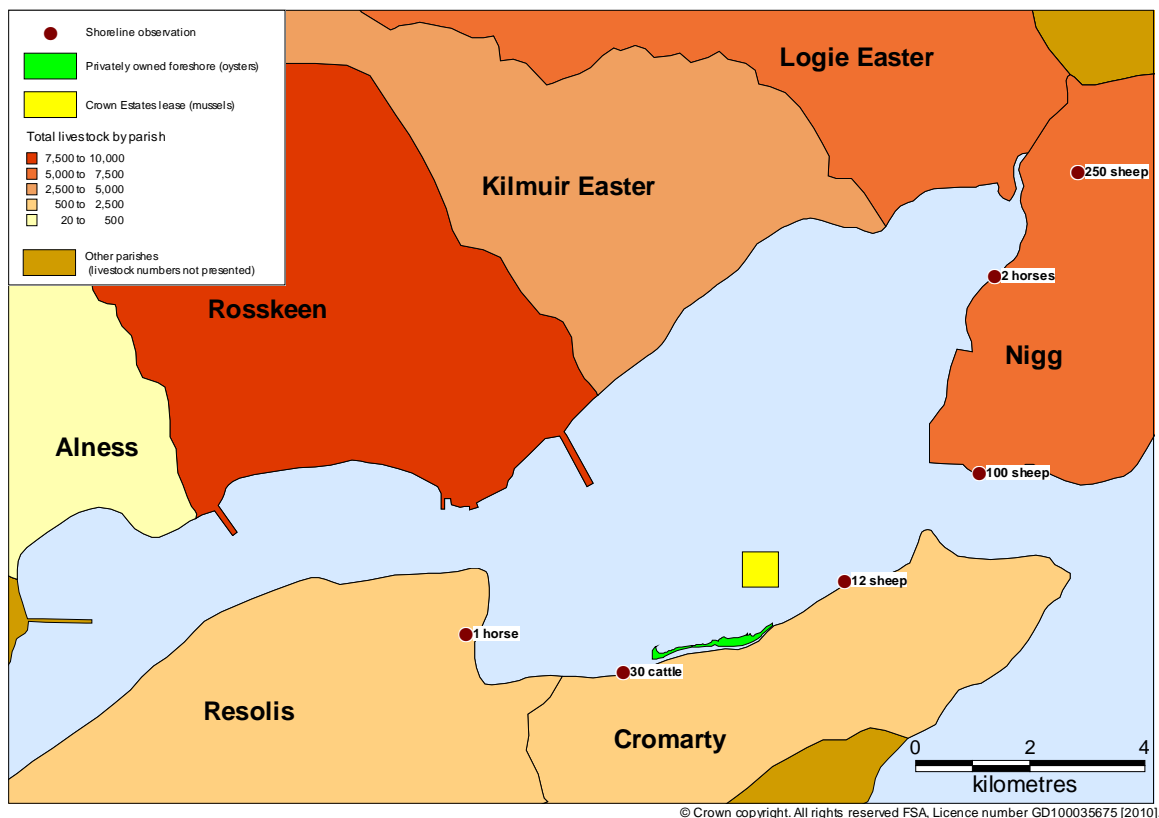 Shoreline observation
Privately owned foreshore (oysters)
Crown Estates lease (mussels)
Total livestock by parish
7,500 to 10,000
5,000 to 7,500
2,500 to 5,000
500 to 2,500
20 to 500
Other parishes
(livestock numbers not presented)
Logie Easter
Kilmuir Easter
250 sheep
2 horses
Rosskeen
Nigg
Alness
100 sheep
12 sheep
1 horse
30 cattle
Resolis
Cromarty
0 2 4
kilometres
© Crown copyright. All rights reserved FSA, Licence number GD100035675 [2010]